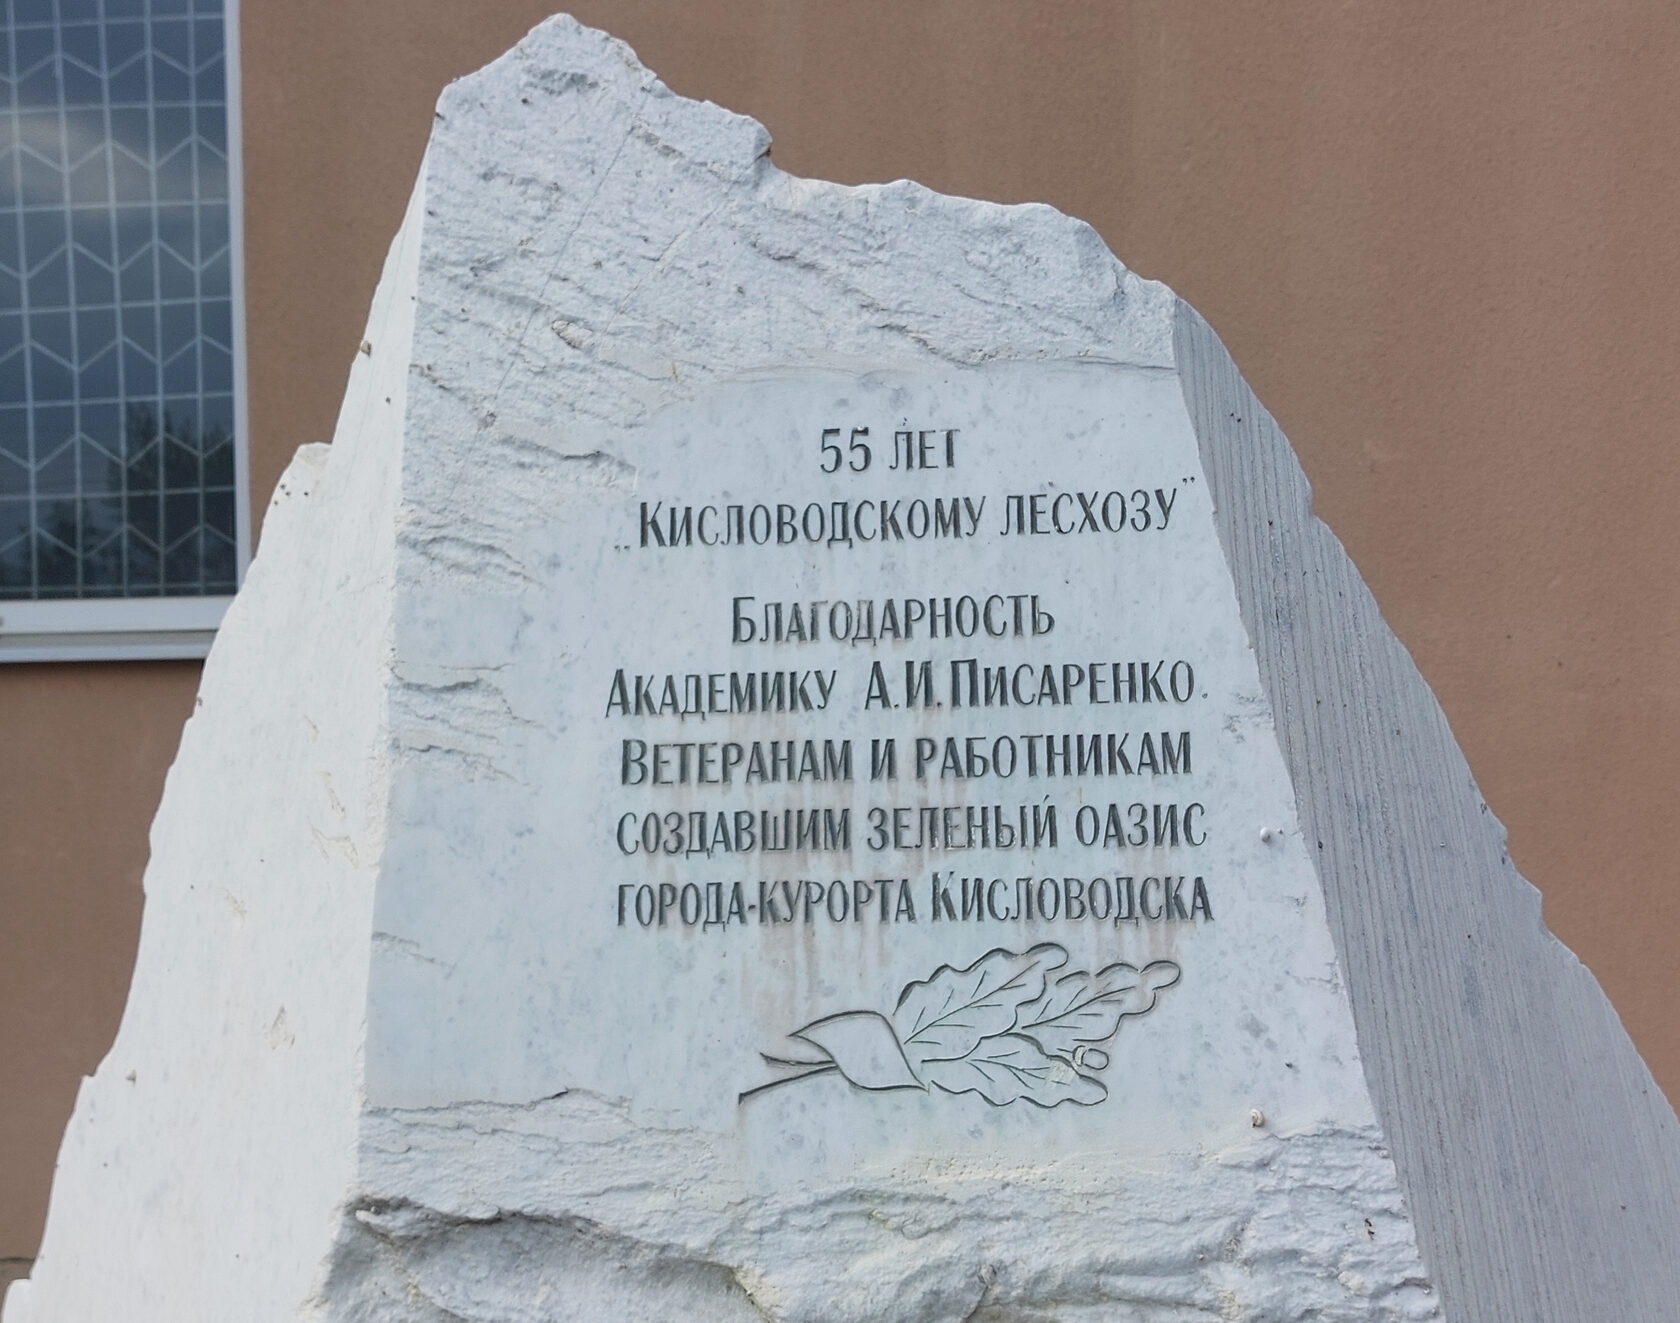 55 ЛЕТ
„КИСЛОВОДСКОМУ ЛЕСХОЗУ"
БЛАГОДАРНОСТЬ
АКАДЕМИКУ А.И.ПИСАРЕНКО.
ВЕТЕРАНАМ И РАБОТНИКАМ
СОЗДАВШИМ ЗЕЛЕНЫЙ ОАЗИС
ГОРОДА-КУРОРТА КИСЛОВОДСКА